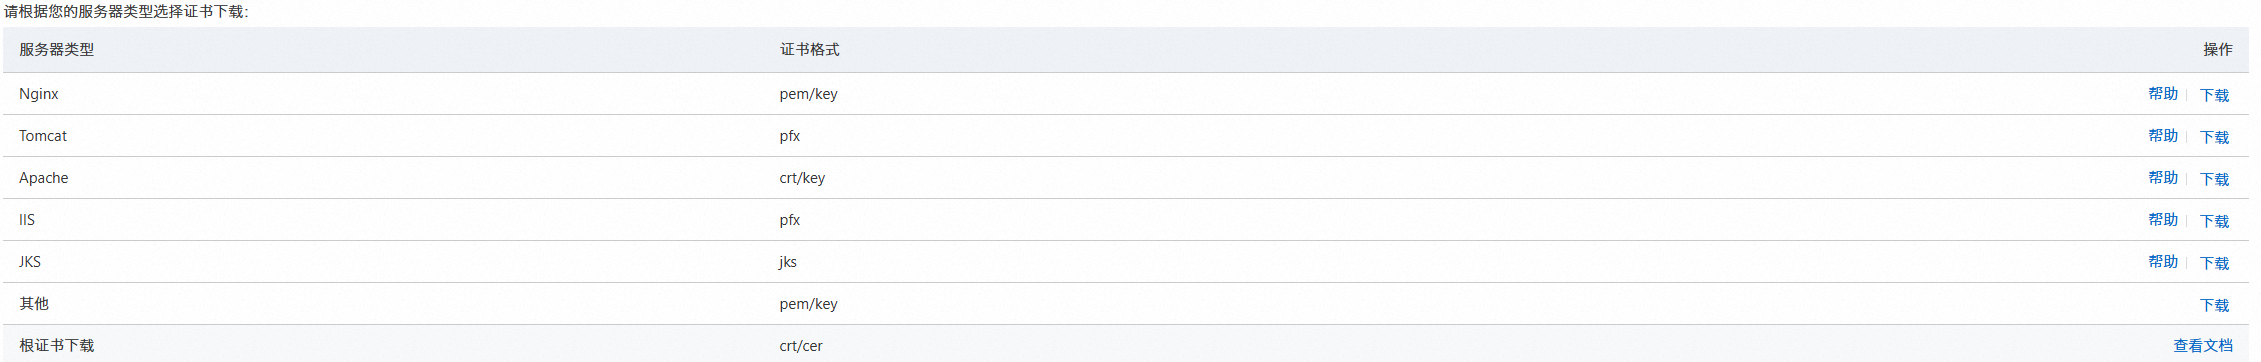 请根据您的服务器类型选择证书下载:
服务器类型 证书格式 操作
Nginx pem/key 帮助 下载
Tomcat pfx 帮助 下载
Apache crt/key 帮助 下载
IIS pfx 帮助 下载
JKS jks 帮助 下载
其他 pem/key 下载
根证书下载 crt/cer 查看文档